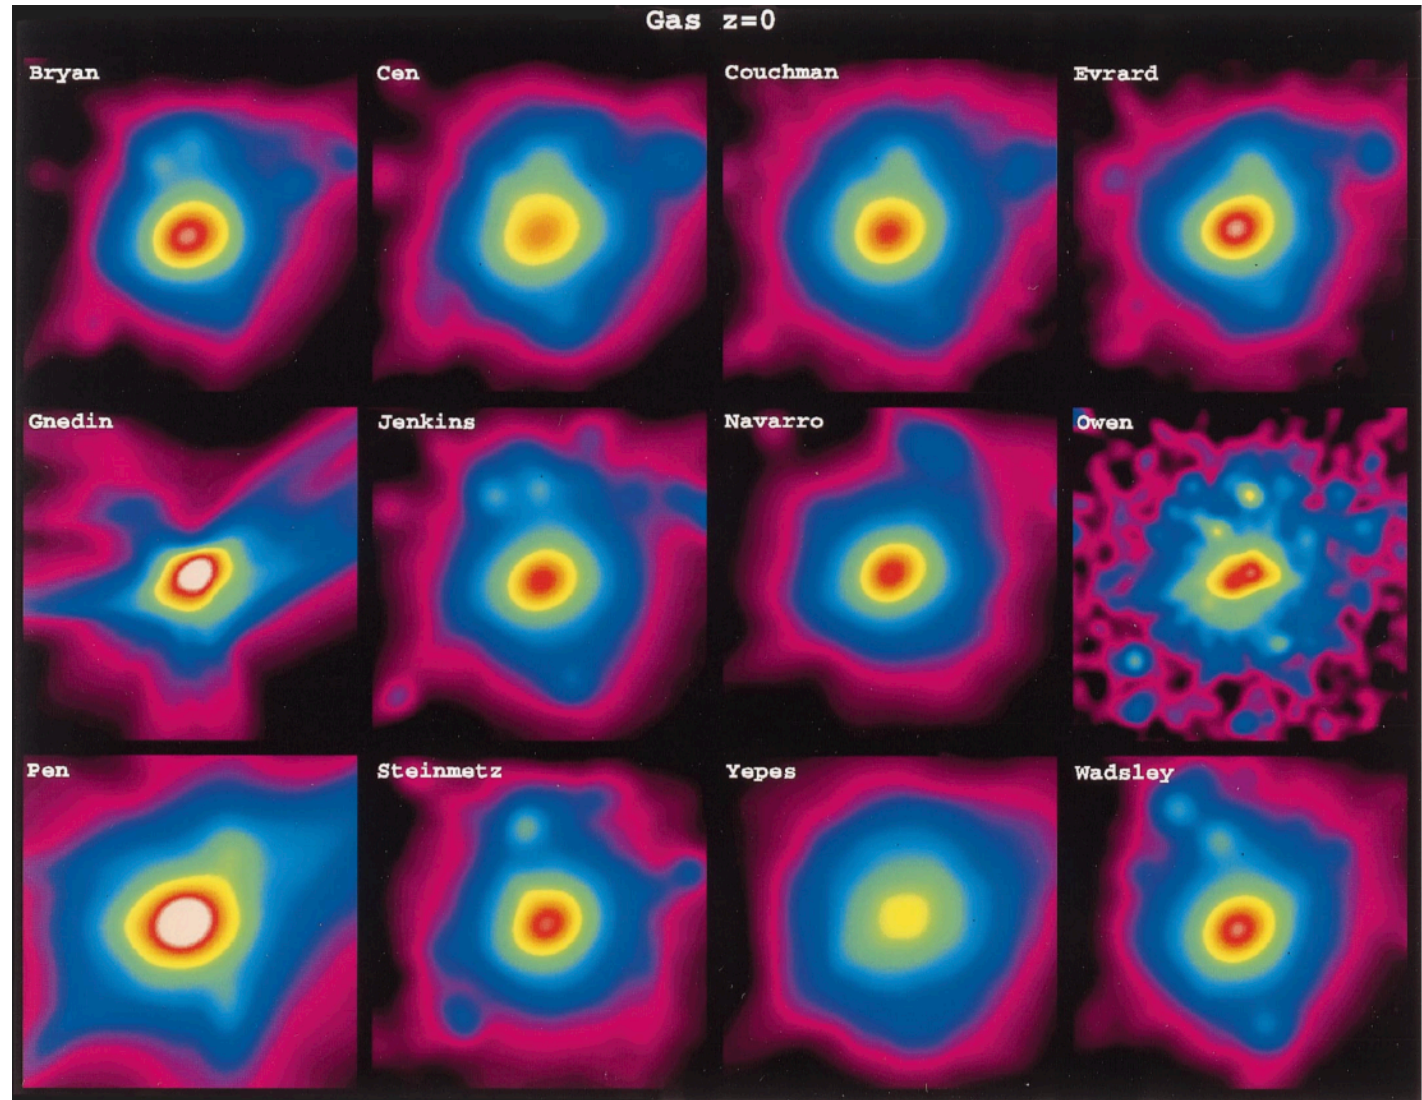 Gas z=0
Bryan
Cen
Couchman
Evrard
Gnedin
Jenkins
Navarro
Owen
Pen
Steinmetz
Yepes
Wadsley